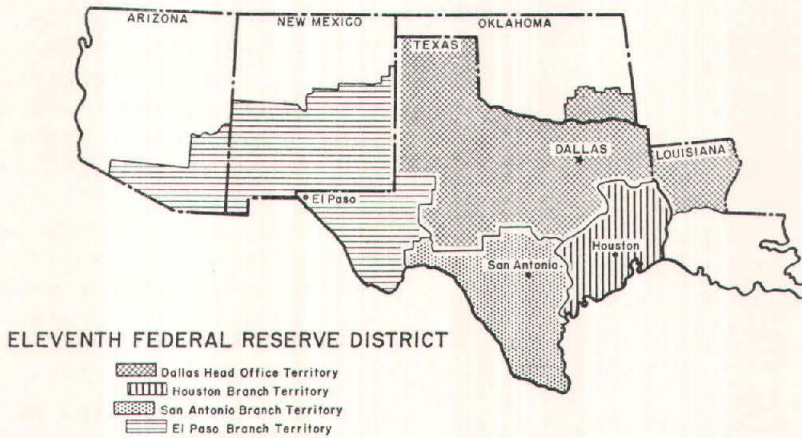 ARIZONA
NEW MEXICO
OKLAHOMA
TEXAS
DALLAS
LOUISIANA
El Paso
Houston
San Antonio
ELEVENTH FEDERAL RESERVE DISTRICT
Dallas Head Office Territory
Houston Branch Territory
San Antonio Branch Territory
El Paso Branch Territory